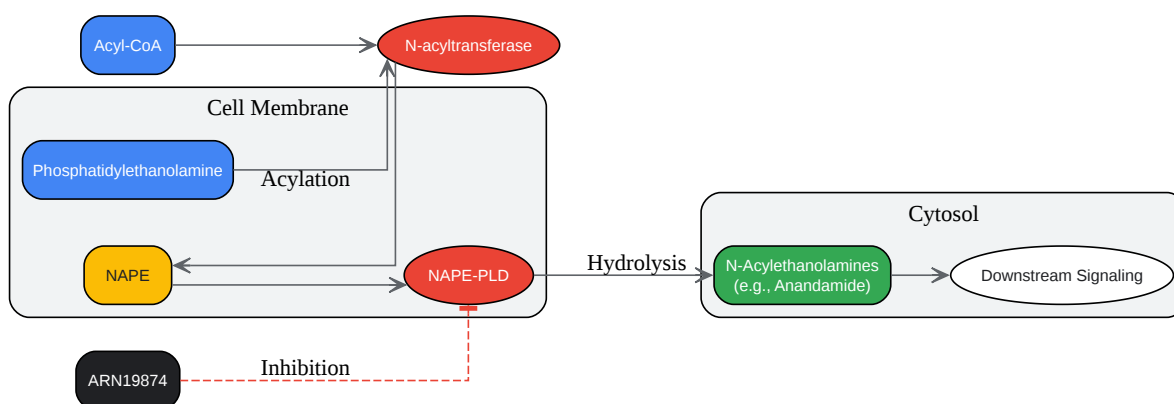 Acyl-CoA
N-acyltransferase
Cell Membrane
Phosphatidylethanolamine
Acylation
Cytosol
NAPE
NAPE-PLD
Hydrolysis
N-Acylethanolamines
(e.g., Anandamide)
Downstream Signaling
ARN19874
Inhibition